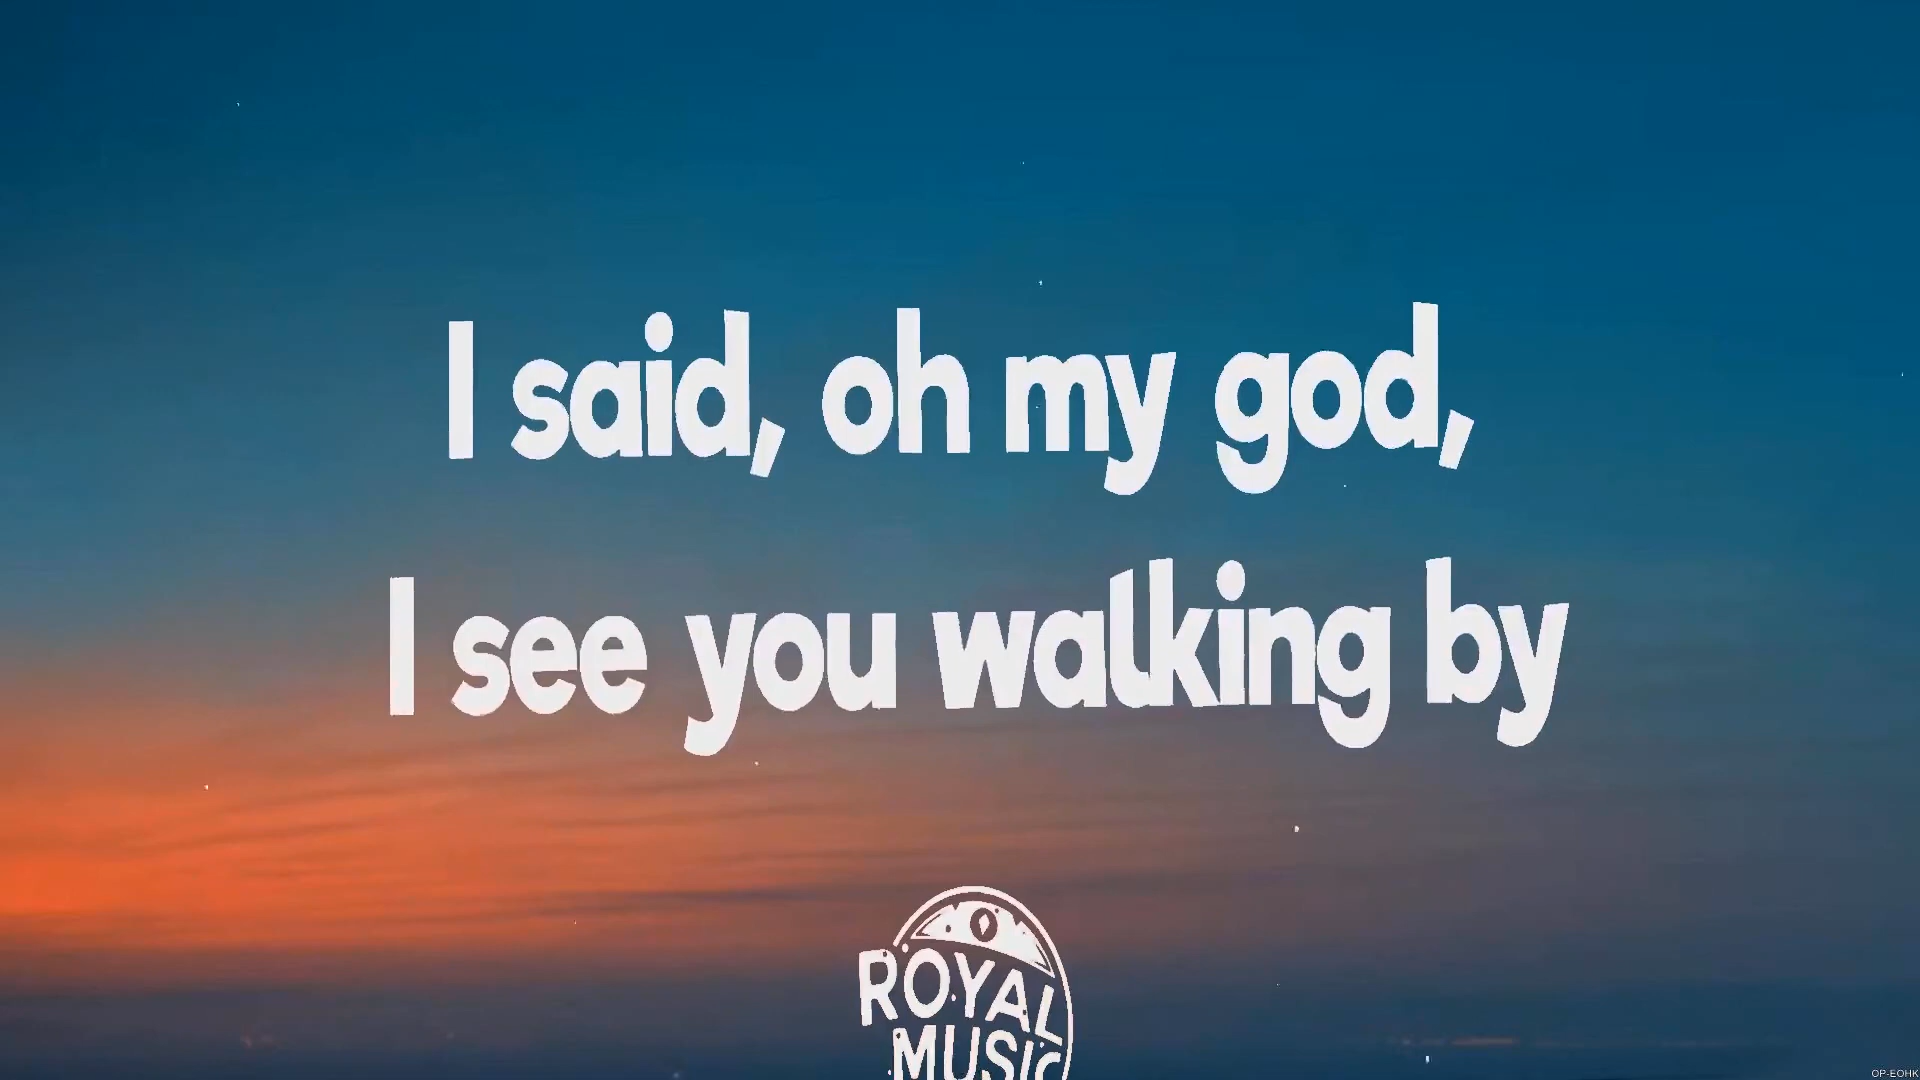 I said, oh my god,
I see you walking by
ROYAL
MUSIC
OP-EOHK